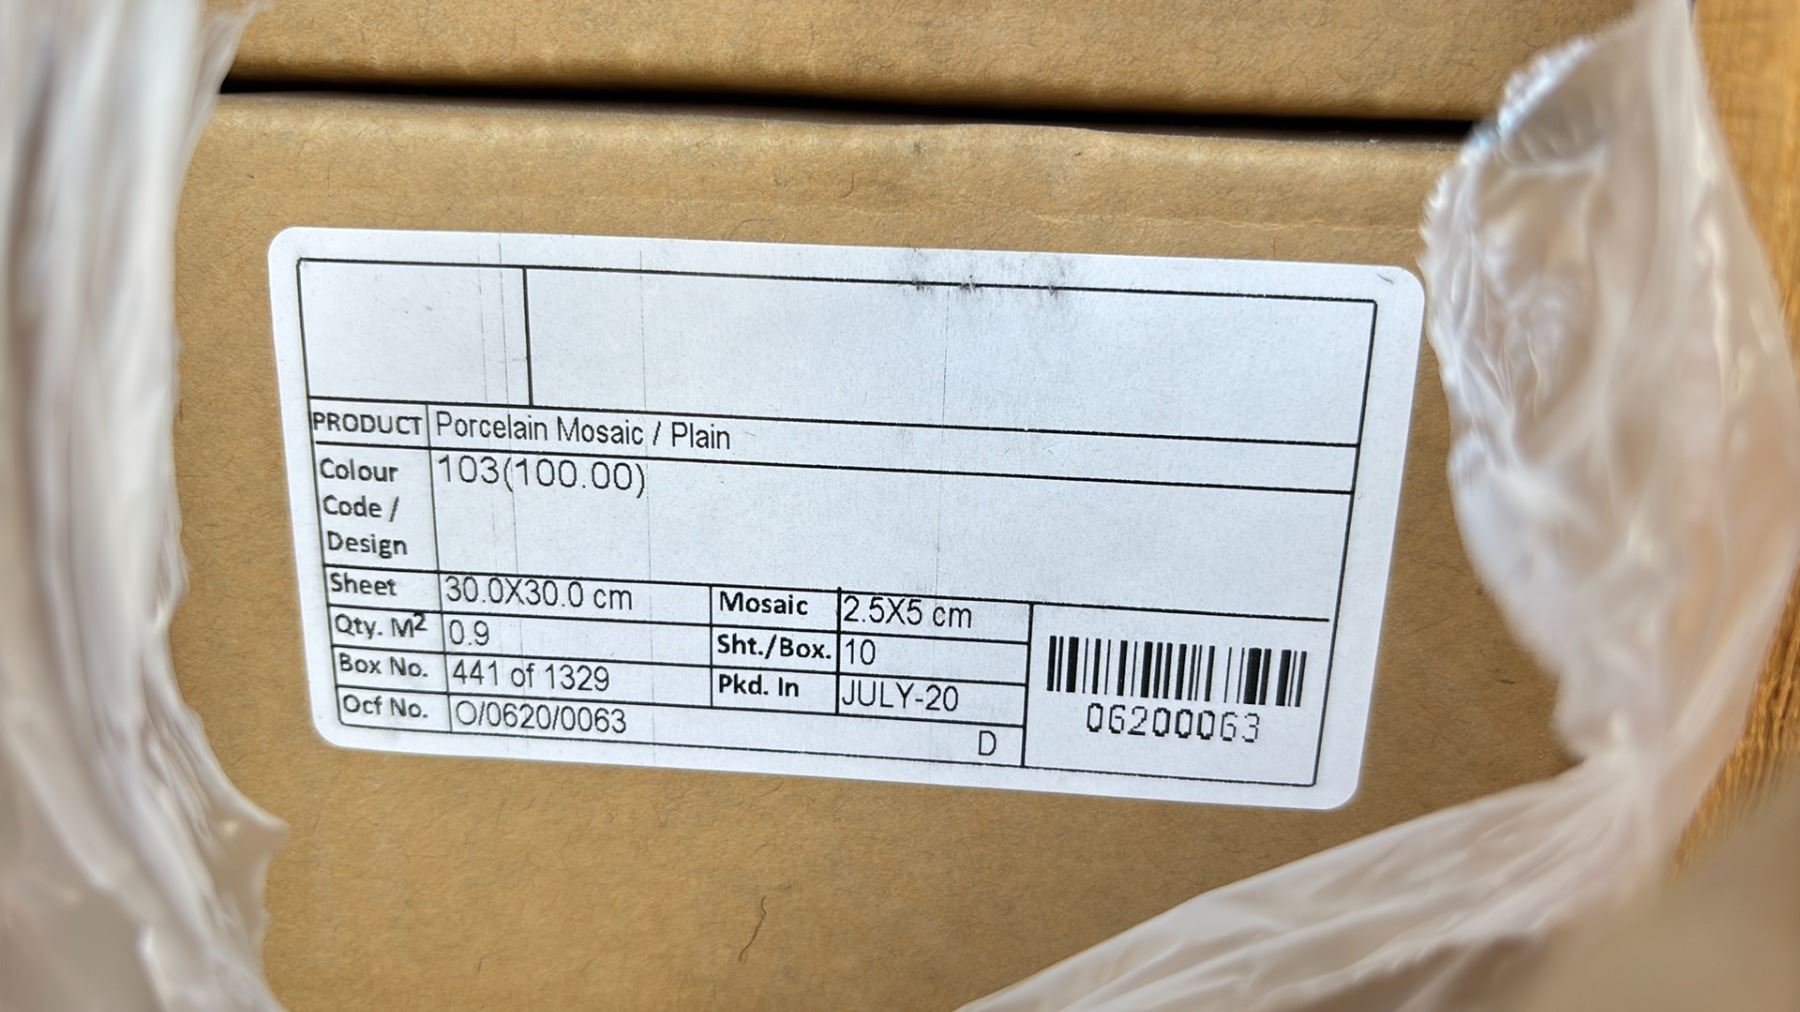 PRODUCT Porcelain Mosaic / Plain
Colour Code / Design 103(100.00)
Sheet 30.0X30.0 cm Mosaic 2.5X5 cm
Qty. M² 0.9 Sht./Box. 10
Box No. 441 of 1329 Pkd. In JULY-20
Ocf No. O/0620/0063 D
06200063